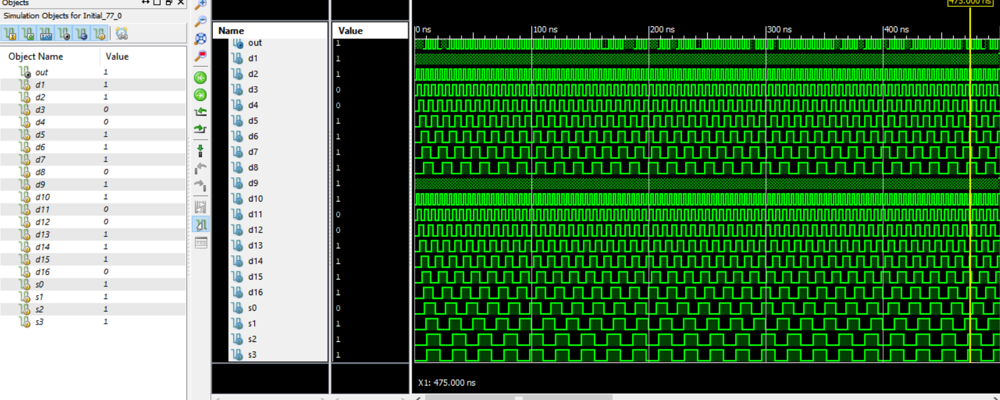 Objects
Simulation Objects for Initial_77_0
Object Name Value
out 1
d1 1
d2 1
d3 0
d4 0
d5 1
d6 1
d7 1
d8 0
d9 1
d10 1
d11 0
d12 0
d13 1
d14 1
d15 1
d16 0
s0 1
s1 1
s2 1
s3 1
475.000 ns
Name Value
0 ns 100 ns 200 ns 300 ns 400 ns
out 1
d1 1
d2 1
d3 0
d4 0
d5 1
d6 1
d7 1
d8 1
d9 1
d10 1
d11 0
d12 0
d13 1
d14 1
d15 1
d16 1
s0 0
s1 1
s2 1
s3 1
X1: 475.000 ns